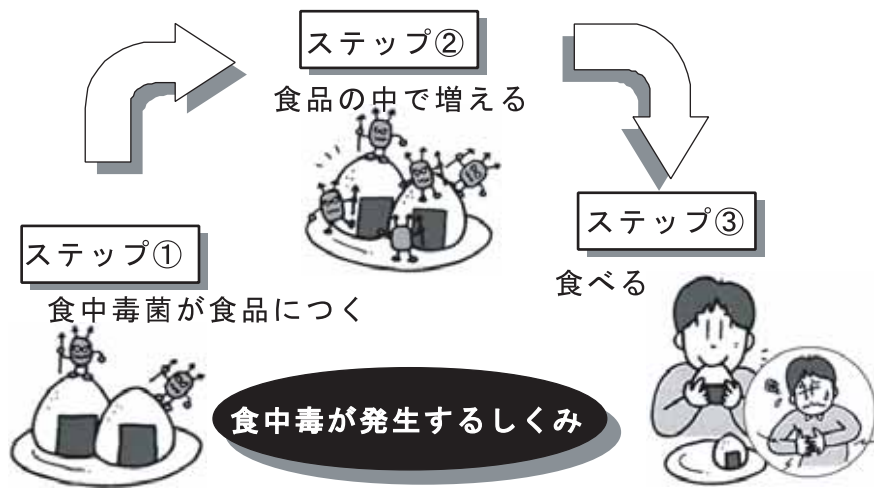 ステップ①
食中毒菌が食品につく
ステップ②
食品の中で増える
ステップ③
食べる
食中毒が発生するしくみ